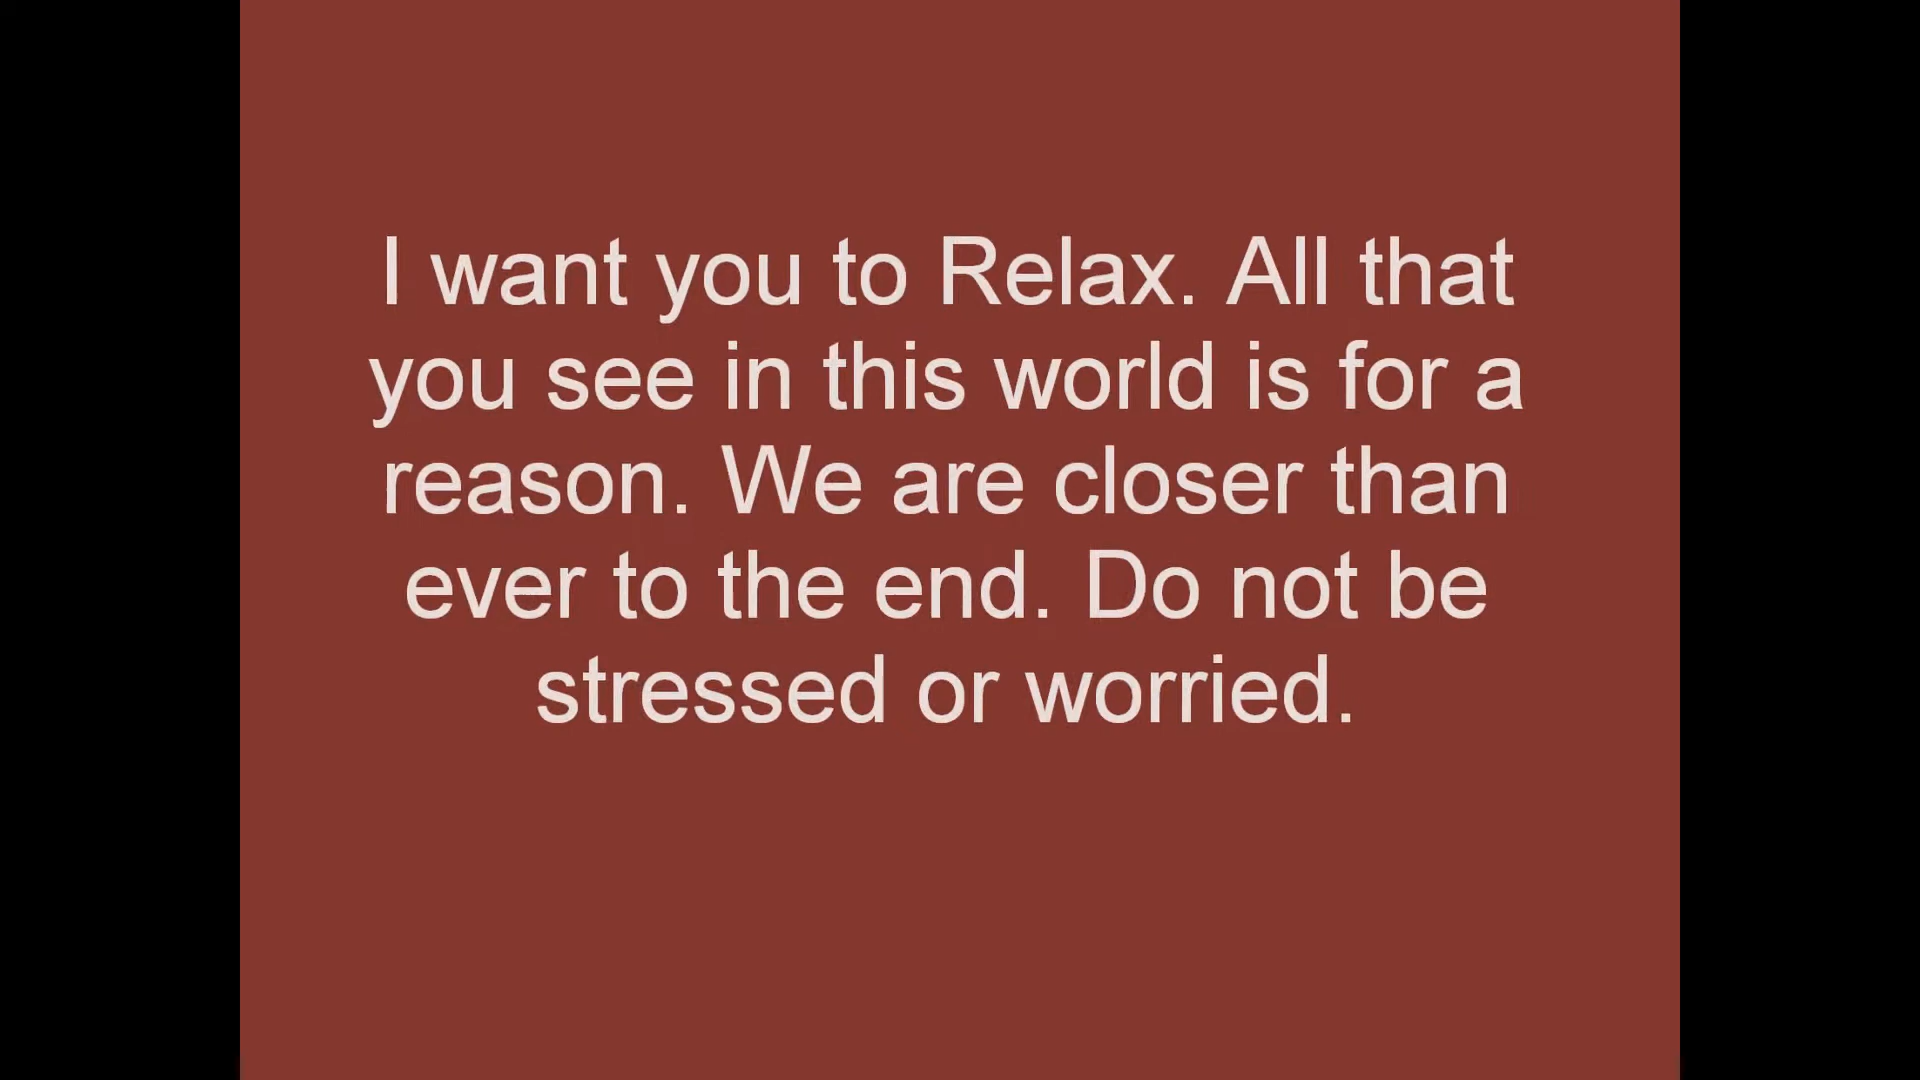 I want you to Relax. All that
you see in this world is for a
reason. We are closer than
ever to the end. Do not be
stressed or worried.